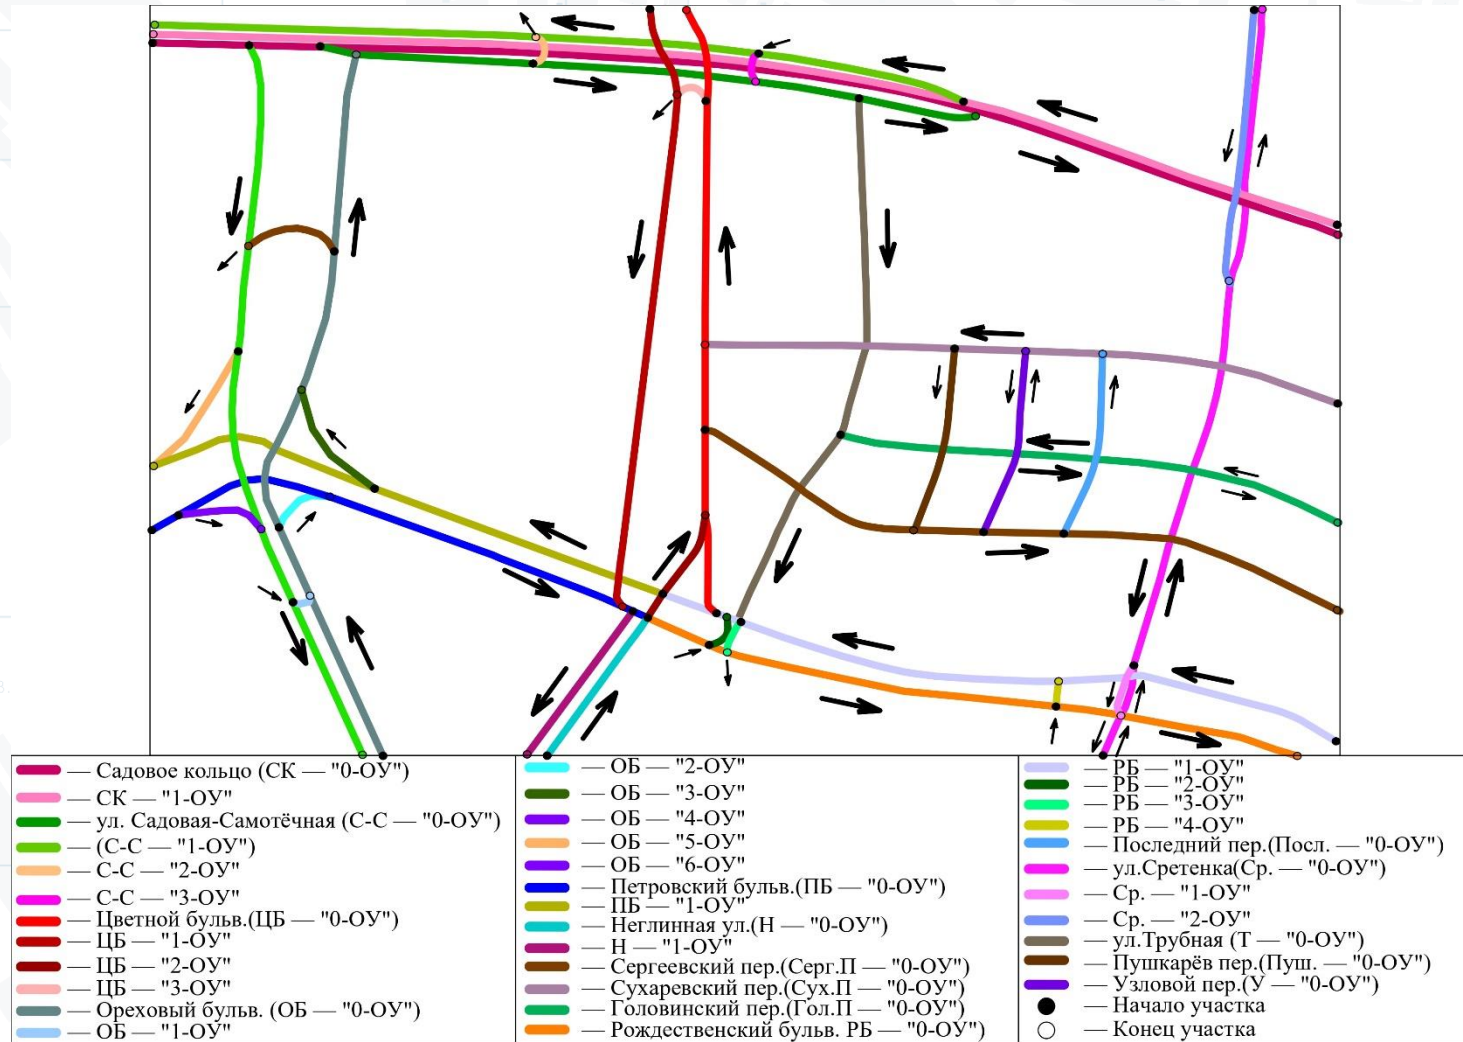 Садовое кольцо (СК — "0-ОУ")
— СК — "1-ОУ"
— ул. Садовая-Самотёчная (С-С — "0-ОУ")
— (С-С — "1-ОУ")
— С-С — "2-ОУ"
— С-С — "3-ОУ"
— Цветной бульв.(ЦБ — "0-ОУ")
— ЦБ — "1-ОУ"
— ЦБ — "2-ОУ"
— ЦБ — "3-ОУ"
— Ореховый бульв. (ОБ — "0-ОУ")
— ОБ — "1-ОУ"
— ОБ — "2-ОУ"
— ОБ — "3-ОУ"
— ОБ — "4-ОУ"
— ОБ — "5-ОУ"
— ОБ — "6-ОУ"
— Петровский бульв.(ПБ — "0-ОУ")
— ПБ — "1-ОУ"
— Неглинная ул.(Н — "0-ОУ")
— Н — "1-ОУ"
— Сергеевский пер.(Серг.П — "0-ОУ")
— Сухаревский пер.(Сух.П — "0-ОУ")
— Головинский пер.(Гол.П — "0-ОУ")
— Рождественский бульв. РБ — "0-ОУ")
— РБ — "1-ОУ"
— РБ — "2-ОУ"
— РБ — "3-ОУ"
— РБ — "4-ОУ"
— Последний пер.(Посл. — "0-ОУ")
— ул.Сретенка(Ср. — "0-ОУ")
— Ср. — "1-ОУ"
— Ср. — "2-ОУ"
— ул.Трубная (Т — "0-ОУ")
— Пушкарёв пер.(Пуш. — "0-ОУ")
— Узловой пер.(У — "0-ОУ")
— Начало участка
— Конец участка